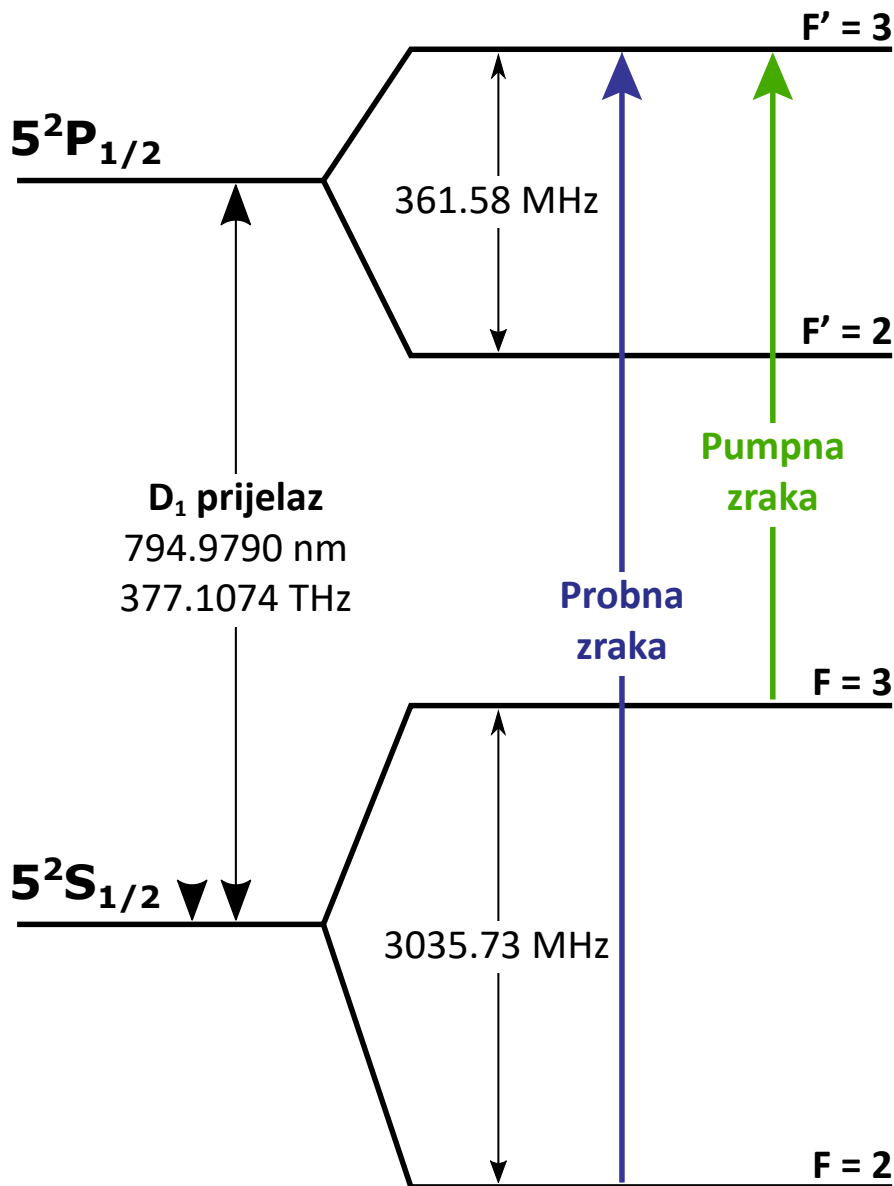 F’ = 3
5²P₁/₂
361.58 MHz
F’ = 2
Pumpna
zraka
D₁ prijelaz
794.9790 nm
377.1074 THz
Probna
zraka
F = 3
5²S₁/₂
3035.73 MHz
F = 2